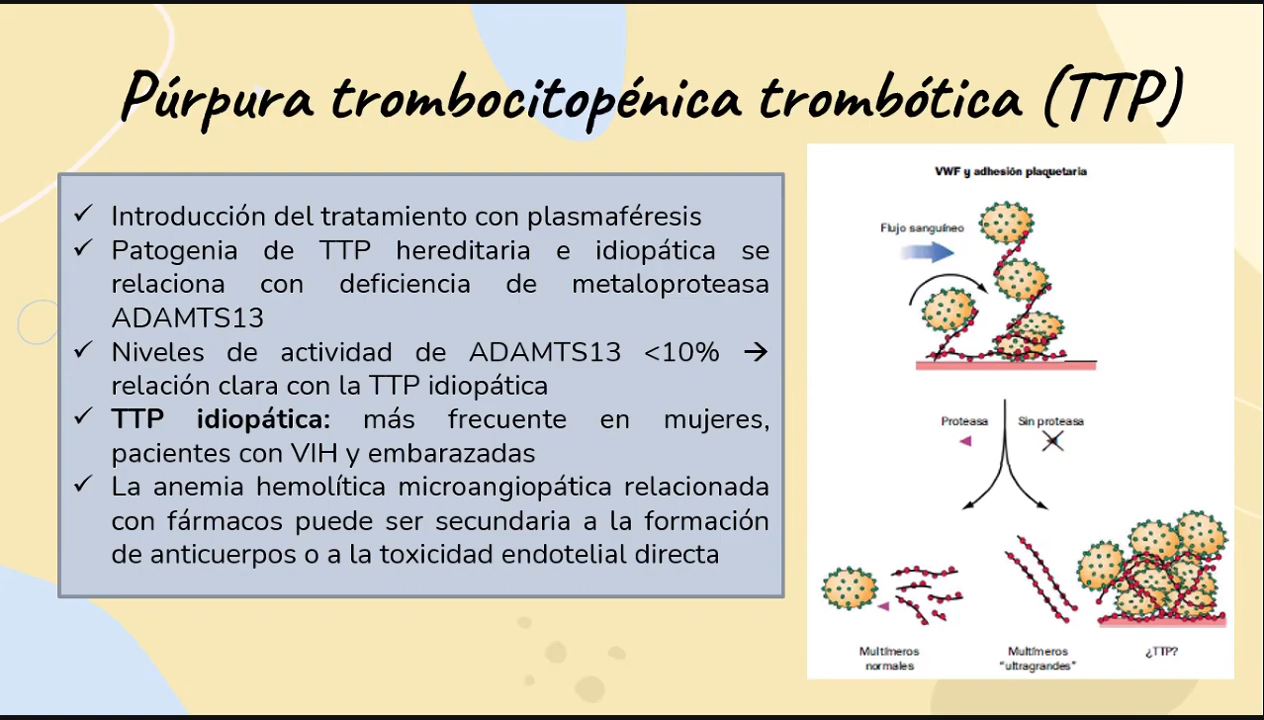 Púrpura trombocitopénica trombótica (TTP)
✓ Introducción del tratamiento con plasmaféresis
✓ Patogenia de TTP hereditaria e idiopática se
relaciona con deficiencia de metaloproteasa
ADAMTS13
✓ Niveles de actividad de ADAMTS13 <10% →
relación clara con la TTP idiopática
✓ TTP idiopática: más frecuente en mujeres,
pacientes con VIH y embarazadas
✓ La anemia hemolítica microangiopática relacionada
con fármacos puede ser secundaria a la formación
de anticuerpos o a la toxicidad endotelial directa
VWF y adhesión plaquetaria
Flujo sanguíneo
Proteasa
Sin proteasa
Multímeros
normales
Multímeros
"ultragrandes"
¿TTP?